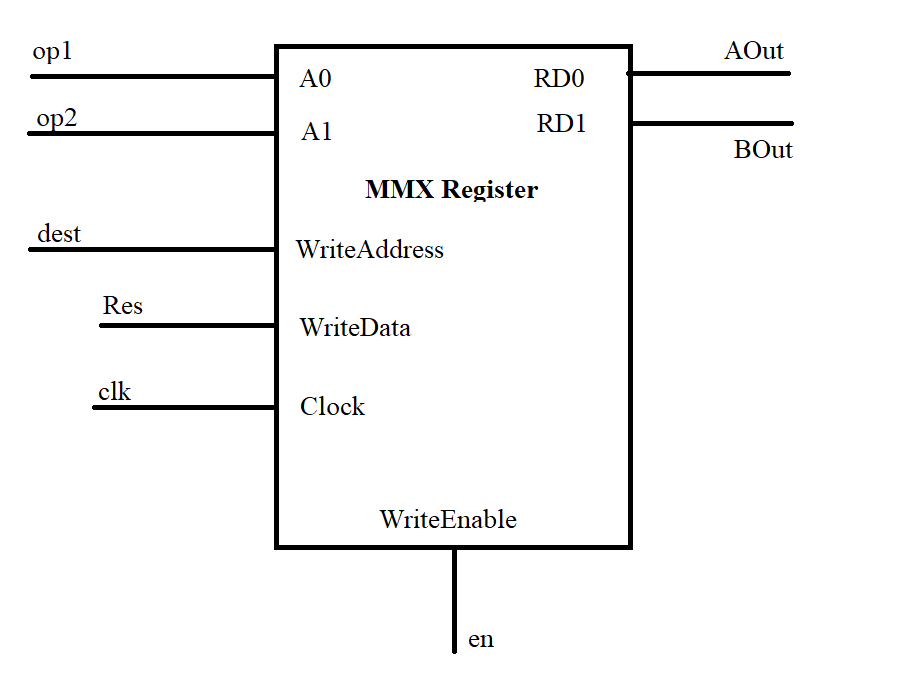 op1
A0
RD0
AOut
op2
A1
RD1
BOut
MMX Register
dest
WriteAddress
Res
WriteData
clk
Clock
WriteEnable
en